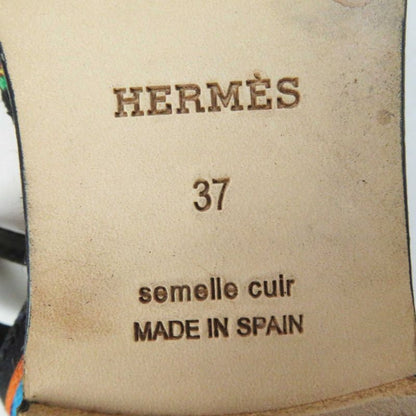 HERMÈS
37
semelle cuir
MADE IN SPAIN